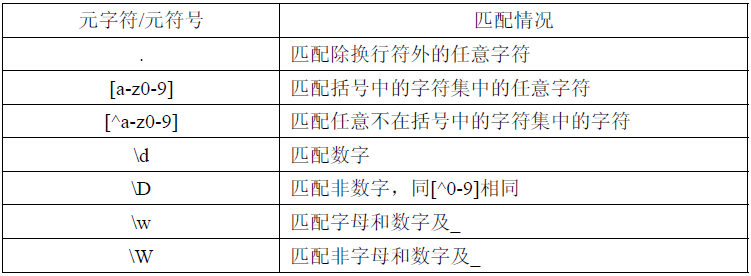 元字符/元符号 匹配情况
. 匹配除换行符外的任意字符
[a-z0-9] 匹配括号中的字符集中的任意字符
[^a-z0-9] 匹配任意不在括号中的字符集中的字符
\d 匹配数字
\D 匹配非数字，同[^0-9]相同
\w 匹配字母和数字及_
\W 匹配非字母和数字及_